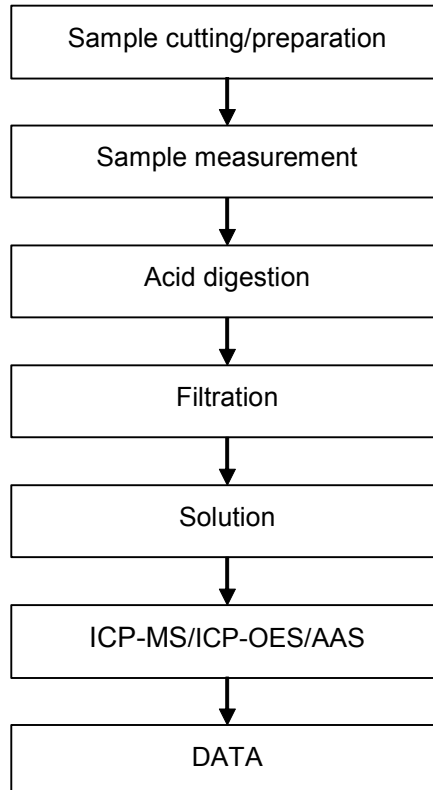 Sample cutting/preparation
Sample measurement
Acid digestion
Filtration
Solution
ICP-MS/ICP-OES/AAS
DATA